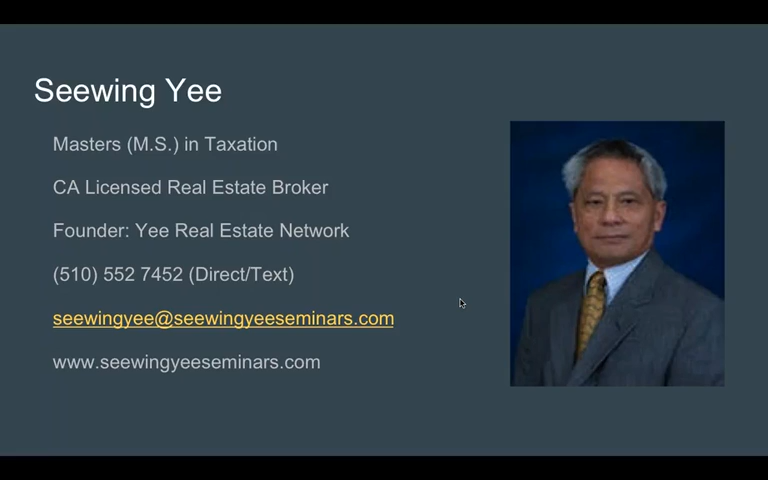 Seewing Yee
Masters (M.S.) in Taxation
CA Licensed Real Estate Broker
Founder: Yee Real Estate Network
(510) 552 7452 (Direct/Text)
seewingyee@seewingyeeseminars.com
www.seewingyeeseminars.com